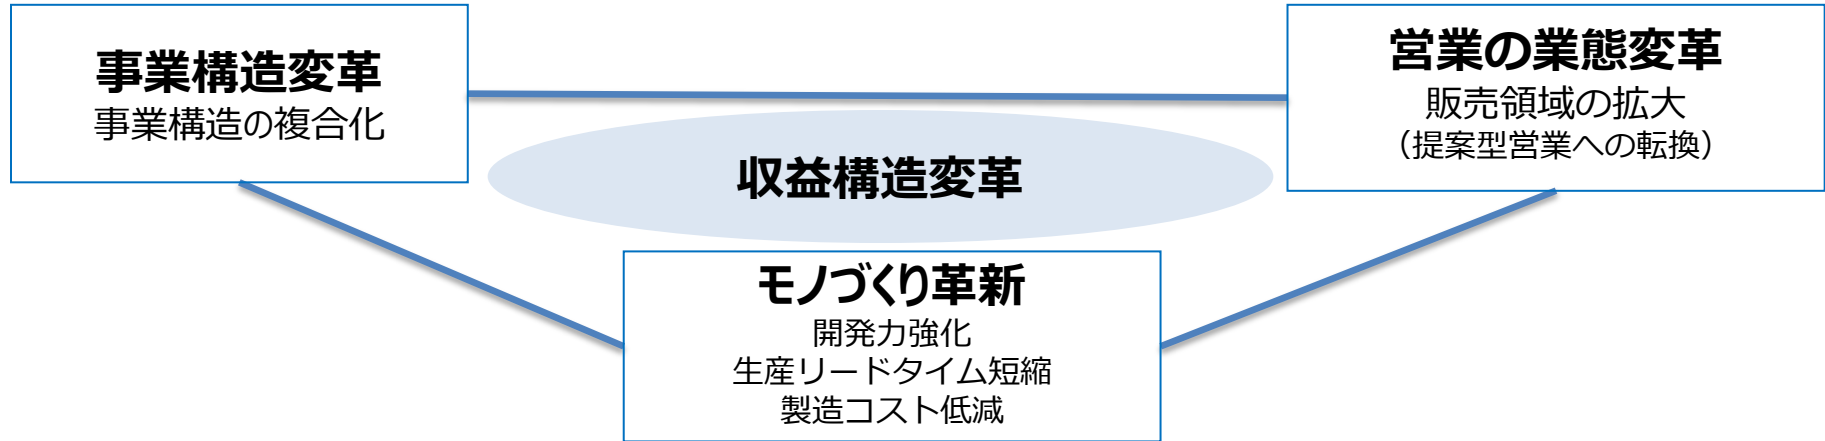 事業構造変革
事業構造の複合化
営業の業態変革
販売領域の拡大
（提案型営業への転換）
収益構造変革
モノづくり革新
開発力強化
生産リードタイム短縮
製造コスト低減